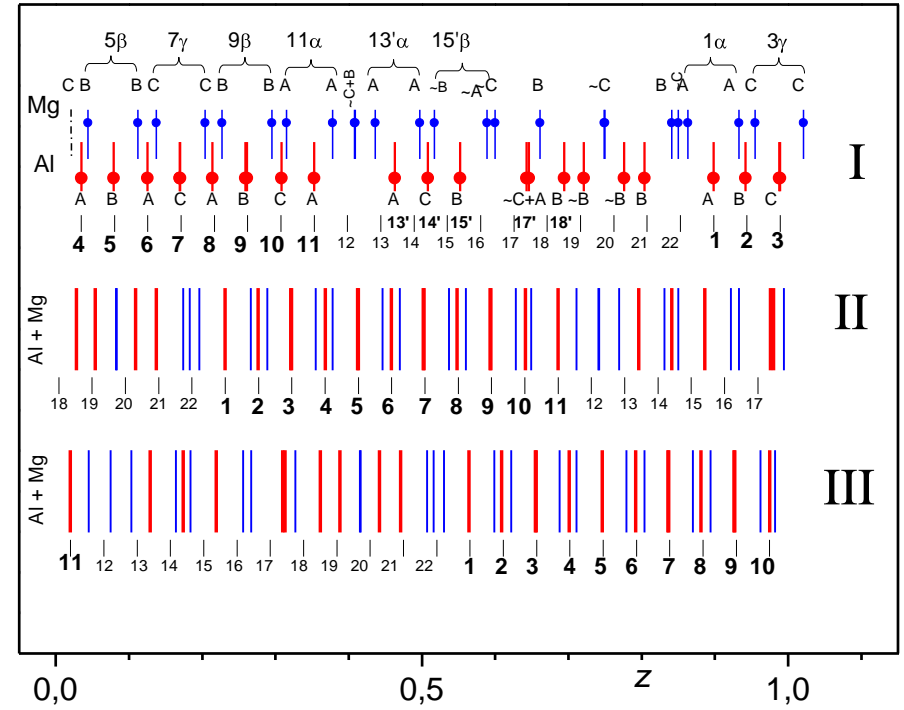 5β 7γ 9β 11α 13'α 15'β 1α 3γ
C B B C C B B A A ~C+B A A ~B ~A ~C B ~C B C A A C C
Mg
Al
I
A B A C A B C A A C B ~C+A B ~B ~B B A B C
4 5 6 7 8 9 10 11 12 13 13' 14 14' 15 15' 16 17 17' 18 18' 19 20 21 22 1 2 3
Al + Mg
II
18 19 20 21 22 1 2 3 4 5 6 7 8 9 10 11 12 13 14 15 16 17
Al + Mg
III
11 12 13 14 15 16 17 18 19 20 21 22 1 2 3 4 5 6 7 8 9 10
0,0 0,5 z 1,0